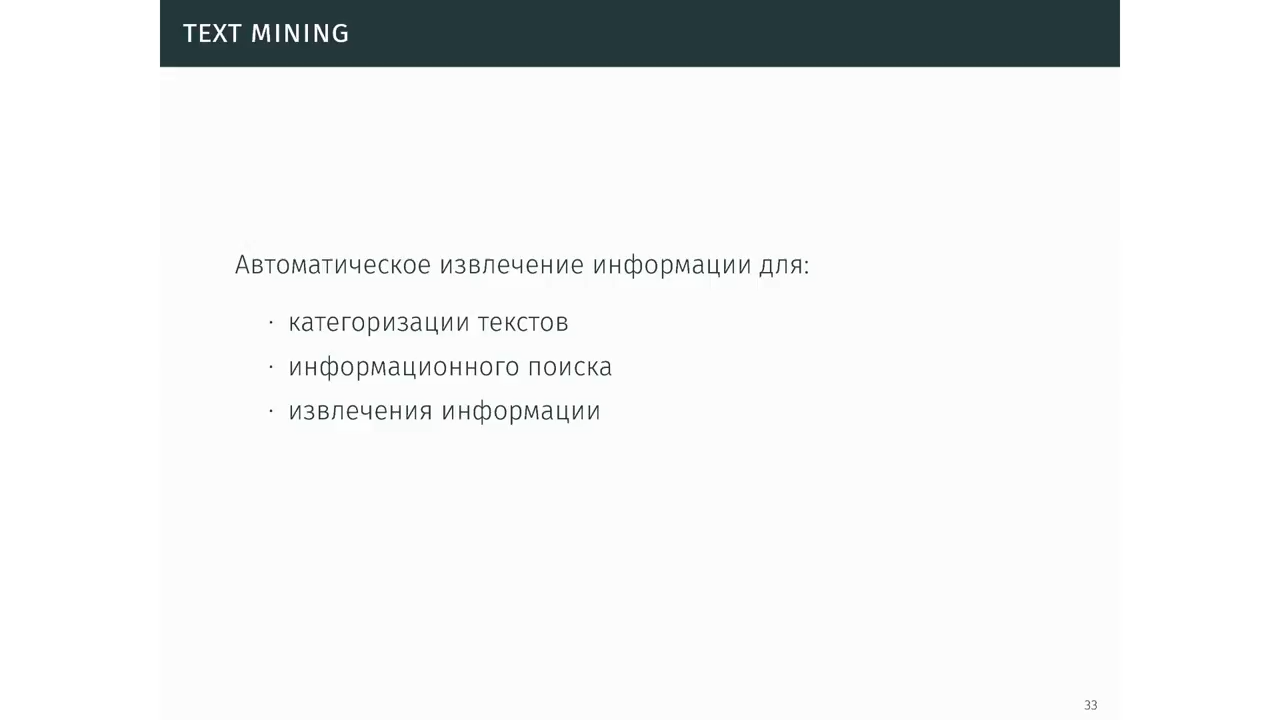 TEXT MINING
Автоматическое извлечение информации для:
· категоризации текстов
· информационного поиска
· извлечения информации
33